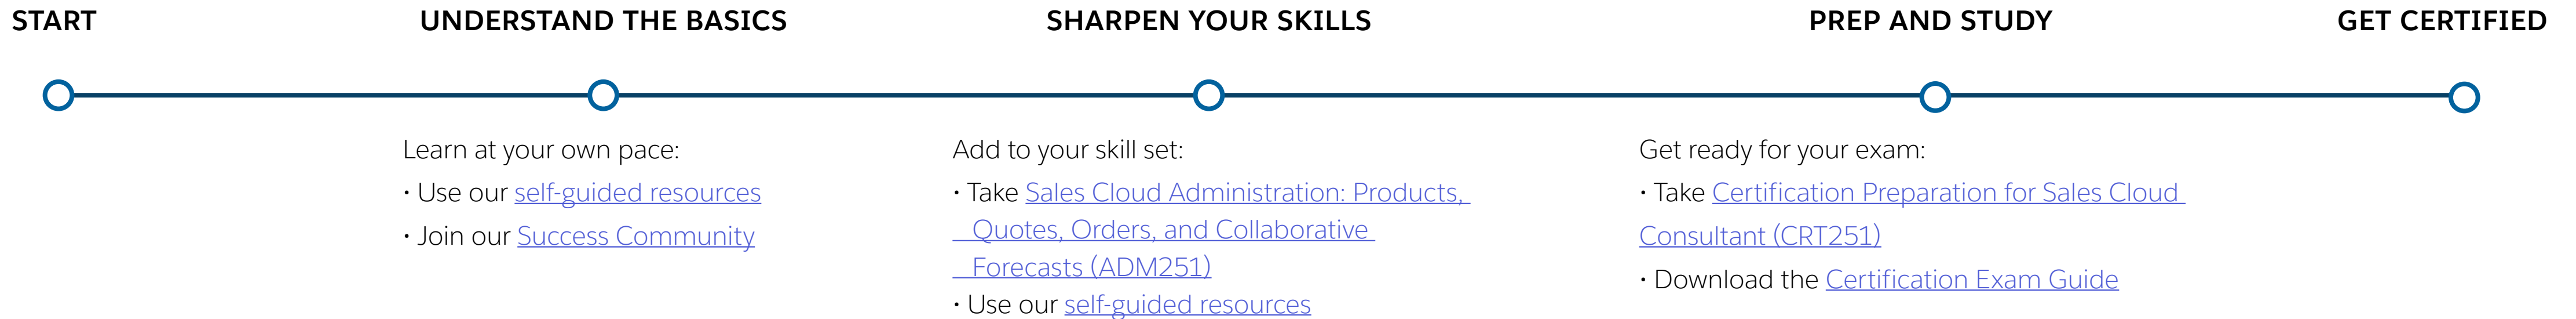 START
UNDERSTAND THE BASICS
SHARPEN YOUR SKILLS
PREP AND STUDY
GET CERTIFIED
Learn at your own pace:
· Use our self-guided resources
· Join our Success Community
Add to your skill set:
· Take Sales Cloud Administration: Products,
Quotes, Orders, and Collaborative
Forecasts (ADM251)
· Use our self-guided resources
Get ready for your exam:
· Take Certification Preparation for Sales Cloud
Consultant (CRT251)
· Download the Certification Exam Guide